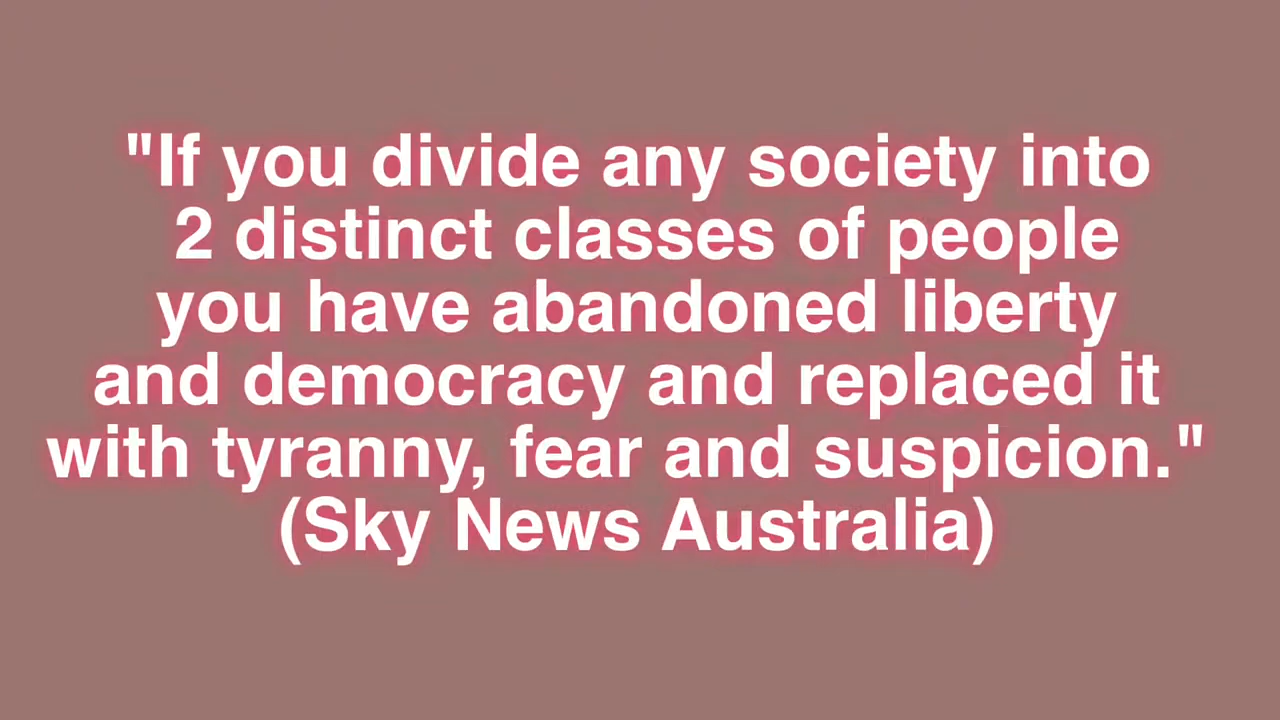 "If you divide any society into
2 distinct classes of people
you have abandoned liberty
and democracy and replaced it
with tyranny, fear and suspicion."
(Sky News Australia)